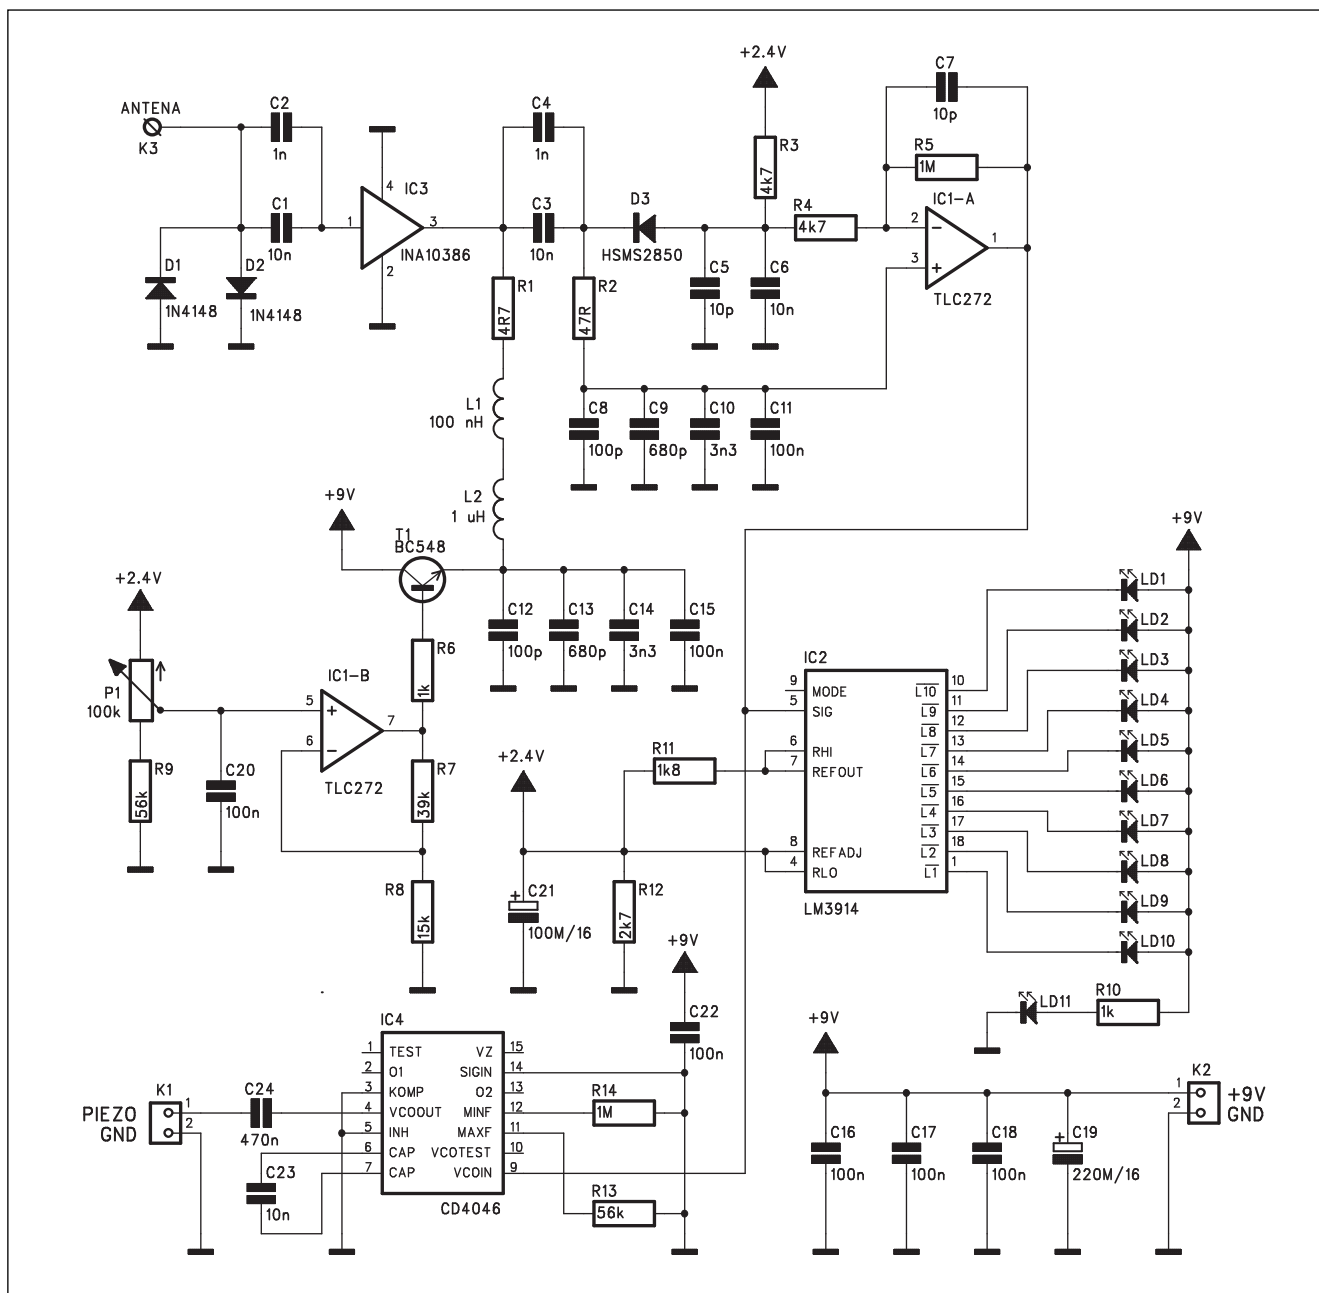 +2.4V
C7
10p
ANTENA
K3
C2
1n
C4
1n
R3
4k7
R5
1M
4
IC3
C1
10n
1
3
INA10386
2
C3
10n
D3
HSMS2850
R4
4k7
IC1-A
2
3
1
TLC272
D1
1N4148
D2
1N4148
R1
4R7
R2
47R
C5
10p
C6
10n
L1
100 nH
C8
100p
C9
680p
C10
3n3
C11
100n
L2
1 uH
+9V
T1
BC548
+9V
+2.4V
C12
100p
C13
680p
C14
3n3
C15
100n
P1
100k
IC1-B
5
6
7
TLC272
R6
1k
R9
56k
C20
100n
R7
39k
R8
15k
+2.4V
R11
1k8
C21
+
100M/16
R12
2k7
IC2
9 MODE
5 SIG
6 RHI
7 REFOUT
8 REFADJ
4 RLO
L10 10
L9 11
L8 12
L7 13
L6 14
L5 15
L4 16
L3 17
L2 18
L1 1
LM3914
LD1
LD2
LD3
LD4
LD5
LD6
LD7
LD8
LD9
LD10
LD11
R10
1k
+9V
C22
100n
IC4
1 TEST
2 O1
3 KOMP
4 VCOOUT
5 INH
6 CAP
7 CAP
VZ 15
SIGIN 14
O2 13
MINF 12
MAXF 11
VCOTEST 10
VCOIN 9
CD4046
K1
PIEZO 1
GND 2
C24
470n
C23
10n
R14
1M
R13
56k
+9V
C16
100n
C17
100n
C18
100n
+
C19
220M/16
K2
1 +9V
2 GND